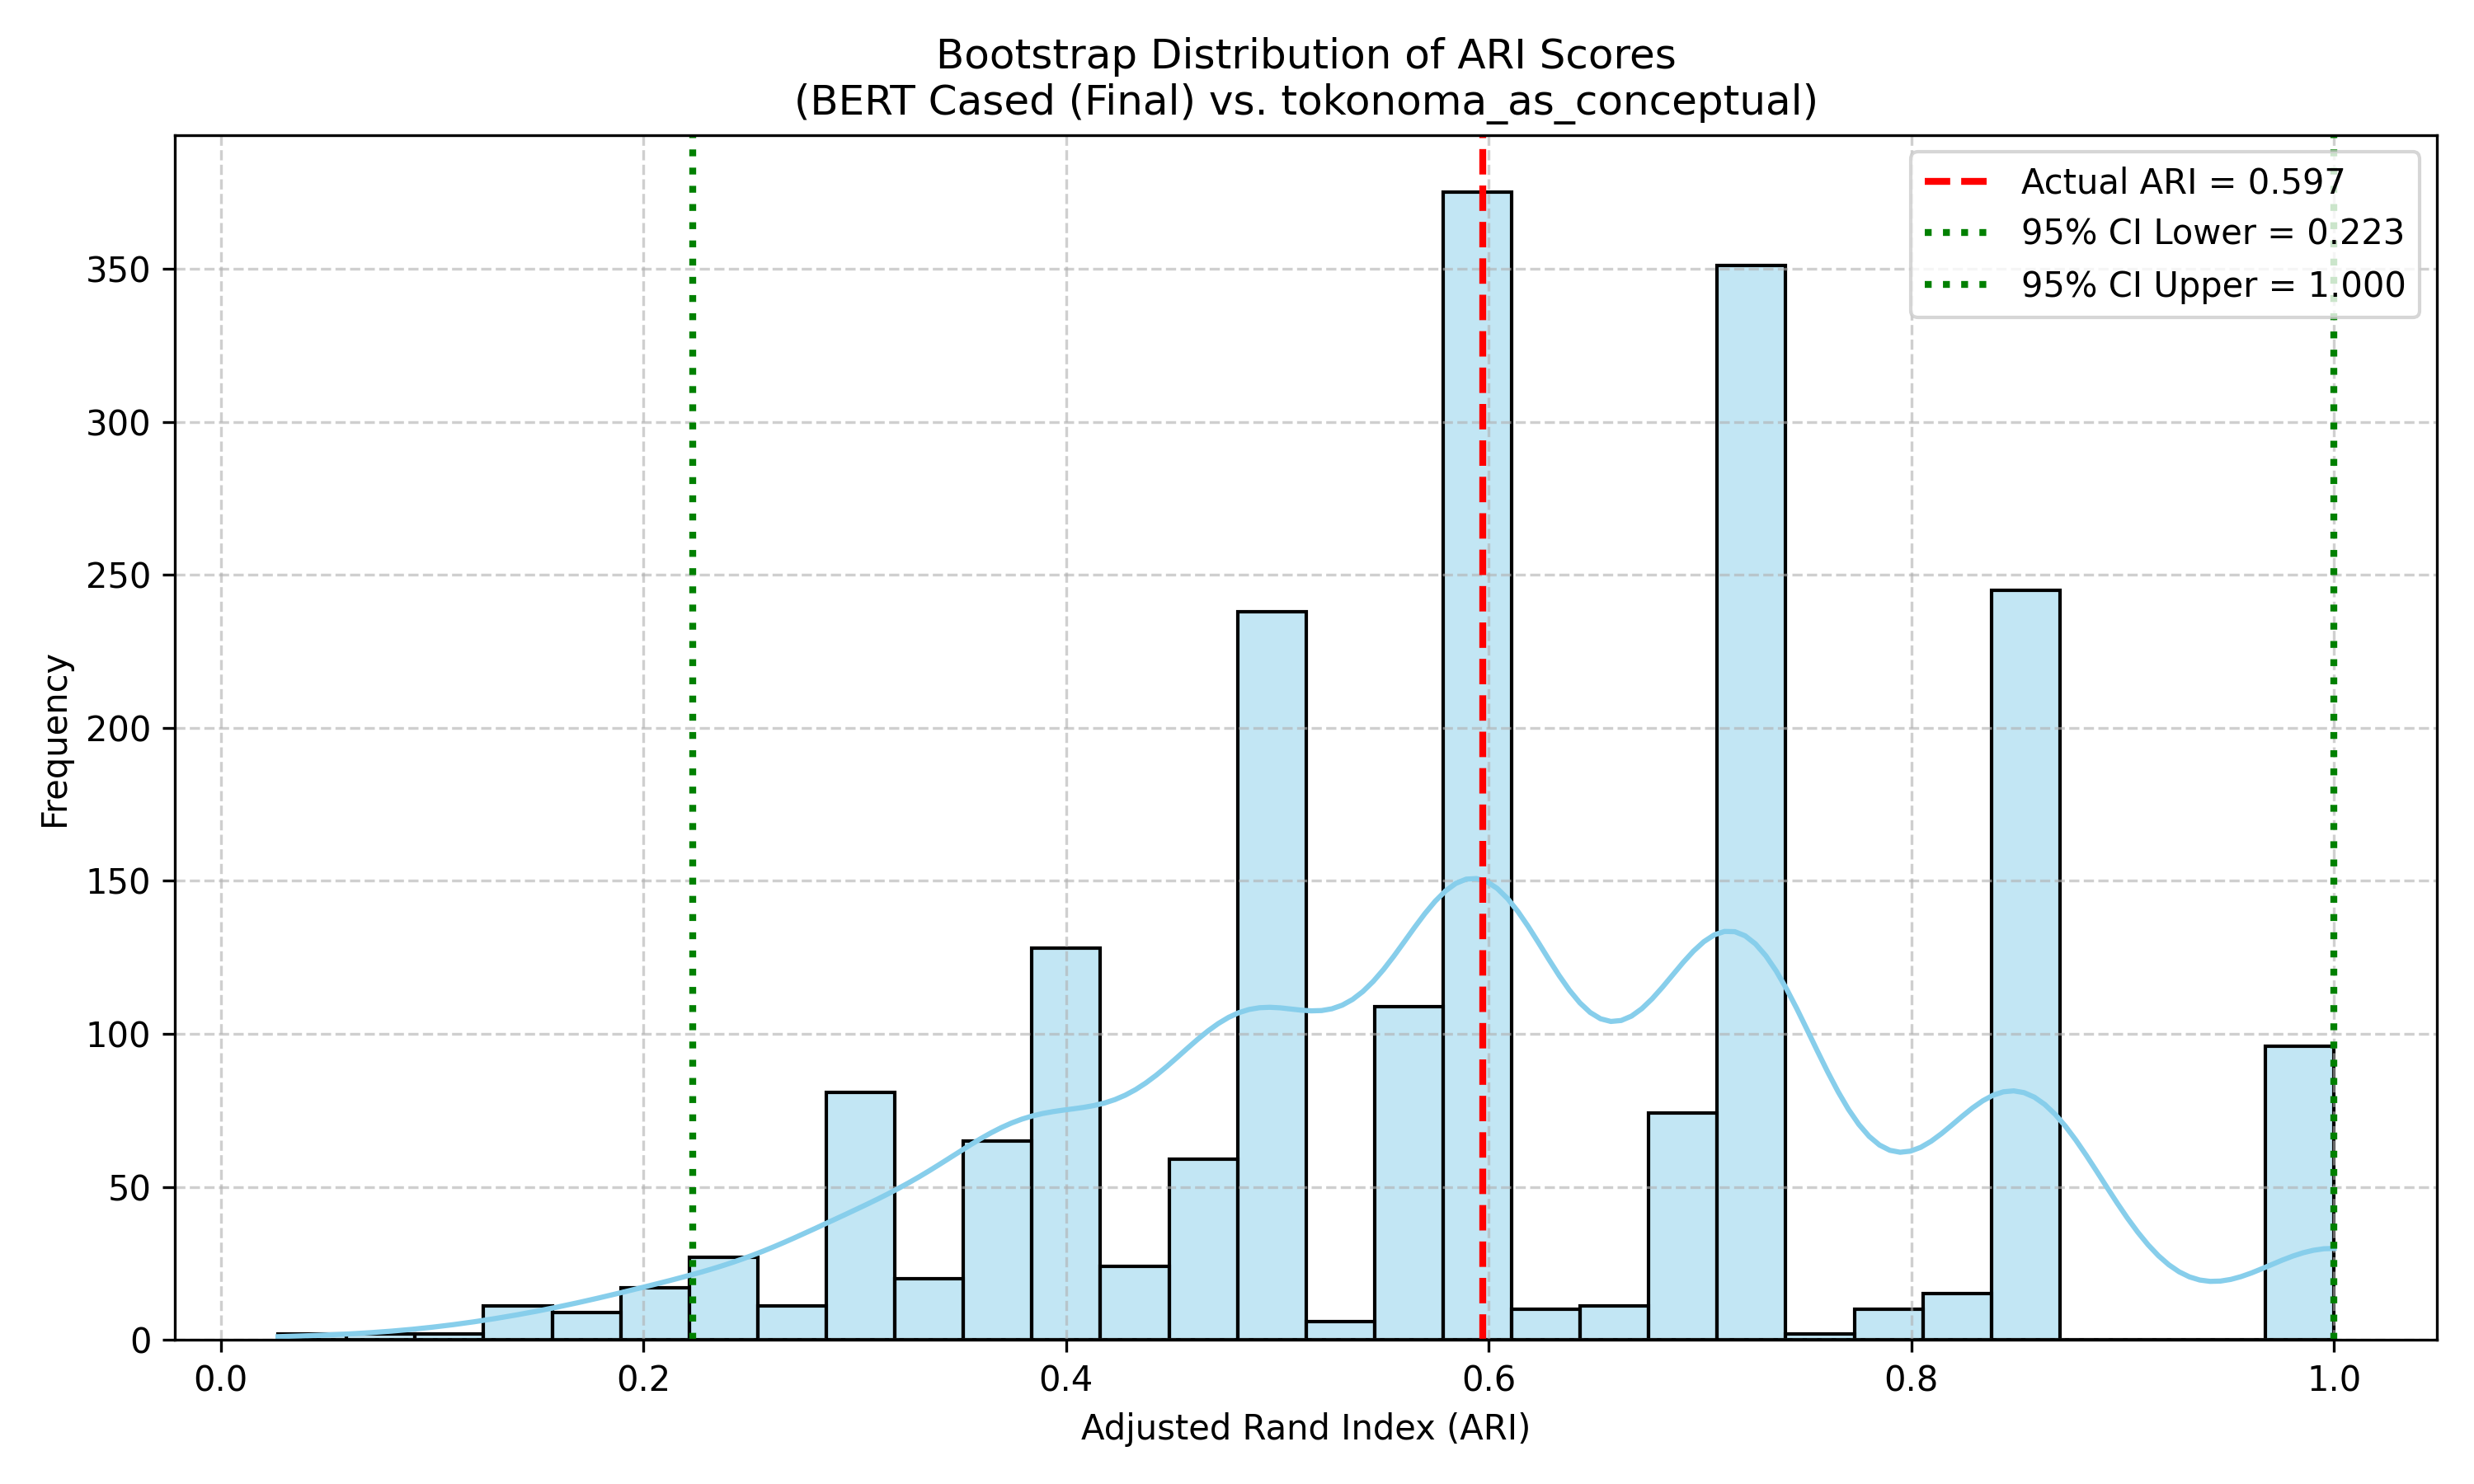 Bootstrap Distribution of ARI Scores
(BERT Cased (Final) vs. tokonoma_as_conceptual)
Actual ARI = 0.597
95% CI Lower = 0.223
95% CI Upper = 1.000
Frequency
350
300
250
200
150
100
50
0
0.0 0.2 0.4 0.6 0.8 1.0
Adjusted Rand Index (ARI)